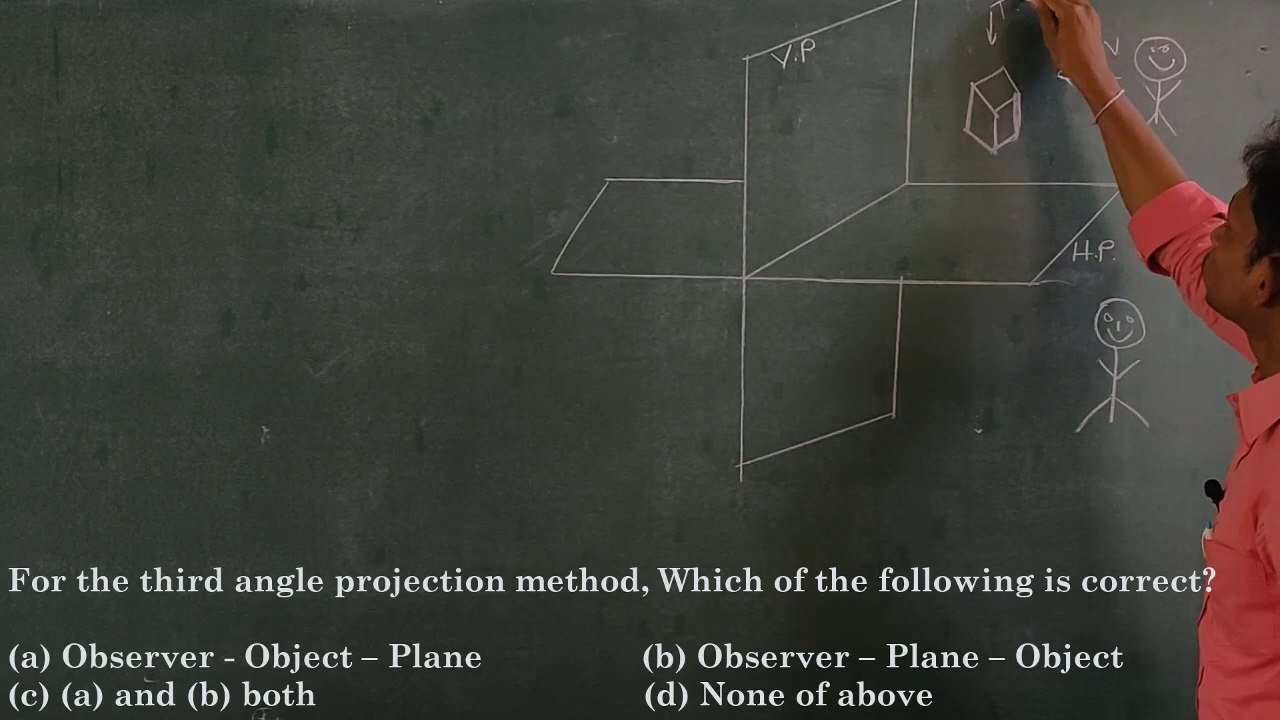 V.P
T
V
H.P.
For the third angle projection method, Which of the following is correct?
(a) Observer - Object – Plane
(b) Observer – Plane – Object
(c) (a) and (b) both
(d) None of above